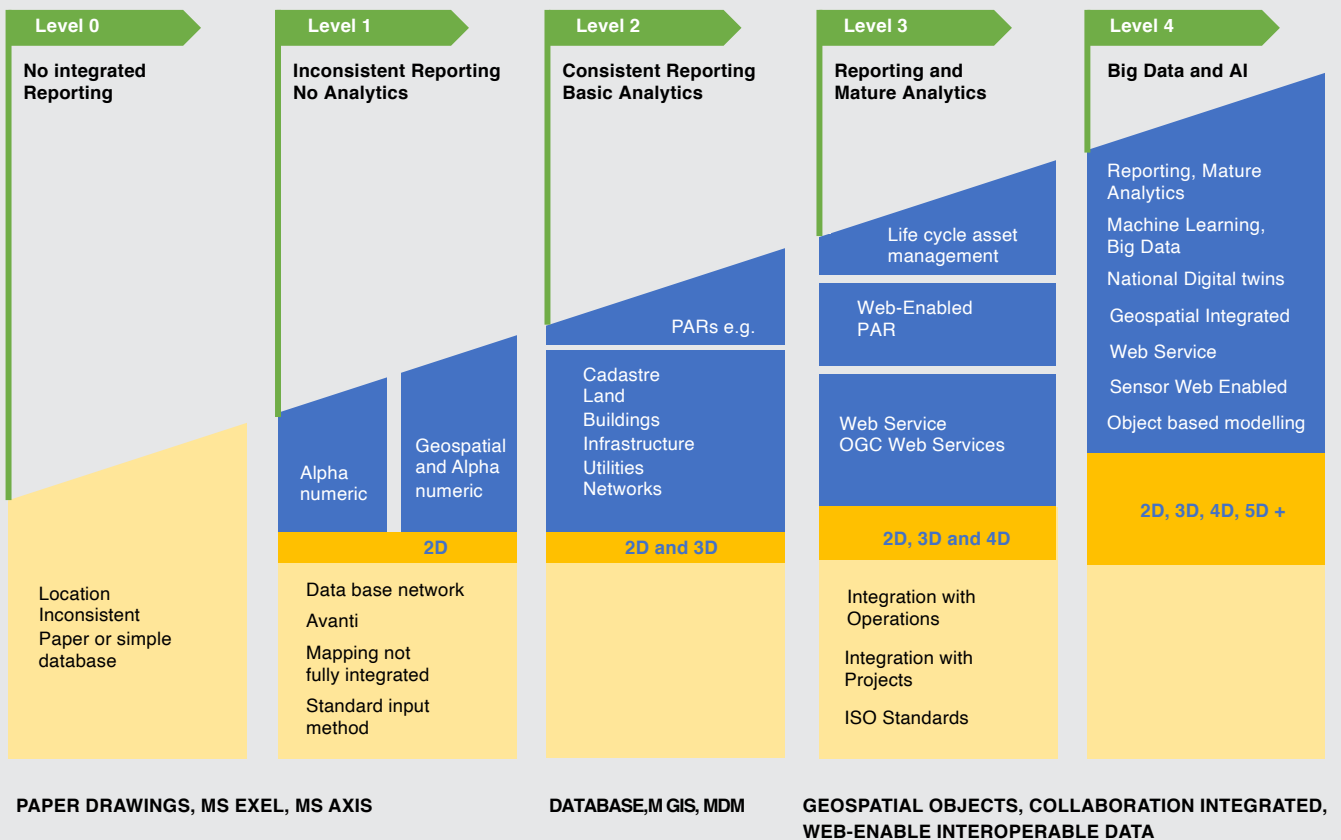 Level 0
No integrated
Reporting
Location
Inconsistent
Paper or simple
database
Level 1
Inconsistent Reporting
No Analytics
Alpha
numeric
Geospatial
and Alpha
numeric
2D
Data base network
Avanti
Mapping not
fully integrated
Standard input
method
Level 2
Consistent Reporting
Basic Analytics
PARs e.g.
Cadastre
Land
Buildings
Infrastructure
Utilities
Networks
2D and 3D
Level 3
Reporting and
Mature Analytics
Life cycle asset
management
Web-Enabled
PAR
Web Service
OGC Web Services
2D, 3D and 4D
Integration with
Operations
Integration with
Projects
ISO Standards
Level 4
Big Data and AI
Reporting, Mature
Analytics
Machine Learning,
Big Data
National Digital twins
Geospatial Integrated
Web Service
Sensor Web Enabled
Object based modelling
2D, 3D, 4D, 5D +
PAPER DRAWINGS, MS EXEL, MS AXIS
DATABASE,M GIS, MDM
GEOSPATIAL OBJECTS, COLLABORATION INTEGRATED,
WEB-ENABLE INTEROPERABLE DATA